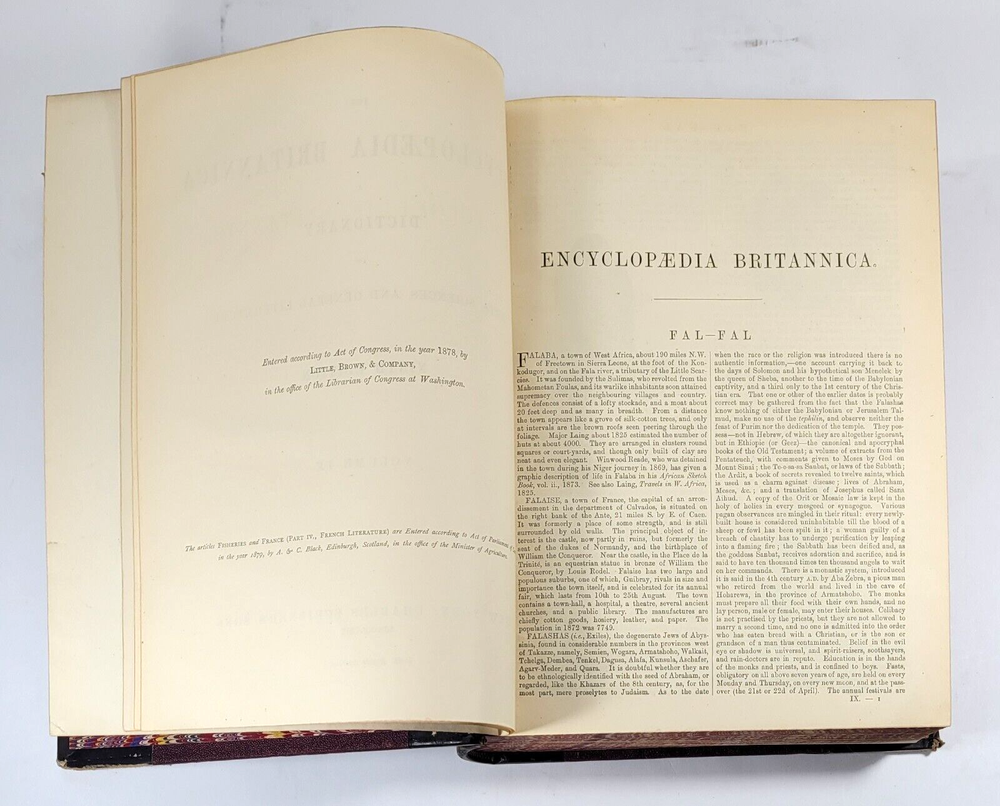 Entered according to Act of Congress, in the year 1878, by
LITTLE, BROWN, & COMPANY,
in the office of the Librarian of Congress at Washington.
The articles FISHERIES and FRANCE (PART IV., FRENCH LITERATURE) are Entered according to Act of Parliament
in the year 1879, by A. & C. Black, Edinburgh, Scotland, in the office of the Minister of Agriculture.
ENCYCLOPÆDIA BRITANNICA.
FAL—FAL
FALABA, a town of West Africa, about 190 miles N.W.
of Freetown in Sierra Leone, at the foot of the Kon-
kodugor, and on the Fala river, a tributary of the Little Scar-
cies. It was founded by the Sulimas, who revolted from the
Mahometan Fulas, and its warlike inhabitants soon attained
supremacy over the neighbouring villages and country.
The defences consist of a lofty stockade, and a moat about
20 feet deep and as many in breadth. From a distance
the town appears like a grove of silk-cotton trees, and only
at intervals are the brown roofs seen peering through the
foliage. Major Laing about 1825 estimated the number of
huts at about 4000. They are arranged in clusters round
squares or court-yards, and though only built of clay are
neat and even elegant. Winwood Reade, who was detained
in the town during his Niger journey in 1869, has given a
graphic description of life in Falaba in his African Sketch
Book, vol. ii., 1873. See also Laing, Travels in W. Africa,
1825.
FALAISE, a town of France, the capital of an arron-
dissement in the department of Calvados, is situated on
the right bank of the Ante, 21 miles S. by E. of Caen.
It was formerly a place of some strength, and is still
surrounded by old walls. The principal object of in-
terest is the castle, now partly in ruins, but formerly the
seat of the dukes of Normandy, and the birthplace of
William the Conqueror. Near the castle, in the Place de la
Trinité, is an equestrian statue in bronze of William the
Conqueror, by Louis Rodel. Falaise has two large and
populous suburbs, one of which, Guibray, rivals in size and
importance the town itself, and is celebrated for its annual
fair, which lasts from 10th to 25th August. The town
contains a town-hall, a hospital, a theatre, several ancient
churches, and a public library. The manufactures are
chiefly cotton goods, hosiery, leather, and paper. The
population in 1872 was 7749.
FALASHAS (i.e., Exiles), the degenerate Jews of Abys-
sinia, found in considerable numbers in the provinces west
of Takazze, namely, Semien, Wogara, Armatshoho, Walkait,
Tchelga, Dembea, Tenkel, Dagusa, Alafa, Kunsula, Aschafer,
Agarv-Meder, and Quara. It is doubtful whether they are
to be ethnologically identified with the seed of Abraham, or
regarded, like the Khazars of the 8th century, as, for the
most part, mere proselytes to Judaism. As to the date
when the race or the religion was introduced there is no
authentic information,—one account carrying it back to
the days of Solomon and his hypothetical son Menelek by
the queen of Sheba, another to the time of the Babylonian
captivity, and a third only to the 1st century of the Chris-
tian era. That one or other of the earlier dates is probably
correct may be gathered from the fact that the Falashas
know nothing of either the Babylonian or Jerusalem Tal-
mud, make no use of the tephilin, and observe neither the
feast of Purim nor the dedication of the temple. They pos-
sess—not in Hebrew, of which they are altogether ignorant,
but in Ethiopic (or Geez)—the canonical and apocryphal
books of the Old Testament; a volume of extracts from the
Pentateuch, with comments given to Moses by God on
Mount Sinai; the Te-e-sa-sa Sanbat, or laws of the Sabbath;
the Ardit, a book of secrets revealed to twelve saints, which
is used as a charm against disease; lives of Abraham,
Moses, &c.; and a translation of Josephus called Sana
Aihud. A copy of the Orit or Mosaic law is kept in the
holy of holies in every mesgeed or synagogue. Various
pagan observances are mingled in their ritual: every newly-
built house is considered uninhabitable till the blood of a
sheep or fowl has been spilt in it; a woman guilty of a
breach of chastity has to undergo purification by leaping
into a flaming fire; the Sabbath has been deified, and, as
the goddess Sanbat, receives adoration and sacrifice, and is
said to have ten thousand times ten thousand angels to wait
on her commands. There is a monastic system, introduced
it is said in the 4th century A.D. by Aba Zebra, a pious man
who retired from the world and lived in the cave of
Hoharewa, in the province of Armatshoho. The monks
must prepare all their food with their own hands, and no
lay person, male or female, may enter their houses. Celibacy
is not practised by the priests, but they are not allowed to
marry a second time, and no one is admitted into the order
who has eaten bread with a Christian, or is the son or
grandson of a man thus contaminated. Belief in the evil
eye or shadow is universal, and spirit-raisers, soothsayers,
and rain-doctors are in repute. Education is in the hands
of the monks and priests, and is confined to boys. Fasts,
obligatory on all above seven years of age, are held on every
Monday and Thursday, on every new moon, and at the pass-
over (the 21st or 22d of April). The annual festivals are
IX. — 1